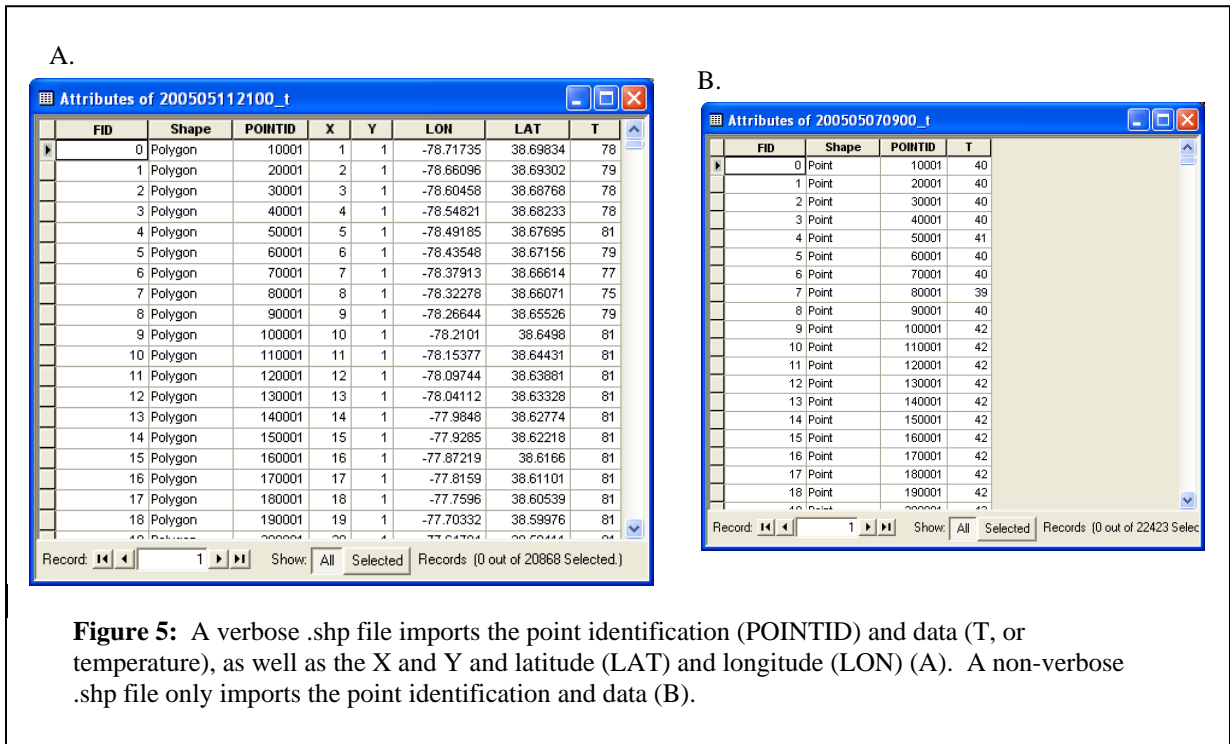 A.
Attributes of 200505112100_t
FID Shape POINTID X Y LON LAT T
0 Polygon 10001 1 1 -78.71735 38.69834 78
1 Polygon 20001 2 1 -78.66096 38.69302 79
2 Polygon 30001 3 1 -78.60458 38.68768 78
3 Polygon 40001 4 1 -78.54821 38.68233 78
4 Polygon 50001 5 1 -78.49185 38.67695 81
5 Polygon 60001 6 1 -78.43548 38.67156 79
6 Polygon 70001 7 1 -78.37913 38.66614 77
7 Polygon 80001 8 1 -78.32278 38.66071 75
8 Polygon 90001 9 1 -78.26644 38.65526 79
9 Polygon 100001 10 1 -78.2101 38.6498 81
10 Polygon 110001 11 1 -78.15377 38.64431 81
11 Polygon 120001 12 1 -78.09744 38.63881 81
12 Polygon 130001 13 1 -78.04112 38.63328 81
13 Polygon 140001 14 1 -77.9848 38.62774 81
14 Polygon 150001 15 1 -77.9285 38.62218 81
15 Polygon 160001 16 1 -77.87219 38.6166 81
16 Polygon 170001 17 1 -77.8159 38.61101 81
17 Polygon 180001 18 1 -77.7596 38.60539 81
18 Polygon 190001 19 1 -77.70332 38.59976 81
Record: 1 Show: All Selected Records (0 out of 20868 Selected.)
B.
Attributes of 200505070900_t
FID Shape POINTID T
0 Point 10001 40
1 Point 20001 40
2 Point 30001 40
3 Point 40001 40
4 Point 50001 41
5 Point 60001 40
6 Point 70001 40
7 Point 80001 39
8 Point 90001 40
9 Point 100001 42
10 Point 110001 42
11 Point 120001 42
12 Point 130001 42
13 Point 140001 42
14 Point 150001 42
15 Point 160001 42
16 Point 170001 42
17 Point 180001 42
18 Point 190001 42
Record: 1 Show: All Selected Records (0 out of 22423 Selec
Figure 5: A verbose .shp file imports the point identification (POINTID) and data (T, or
temperature), as well as the X and Y and latitude (LAT) and longitude (LON) (A). A non-verbose
.shp file only imports the point identification and data (B).